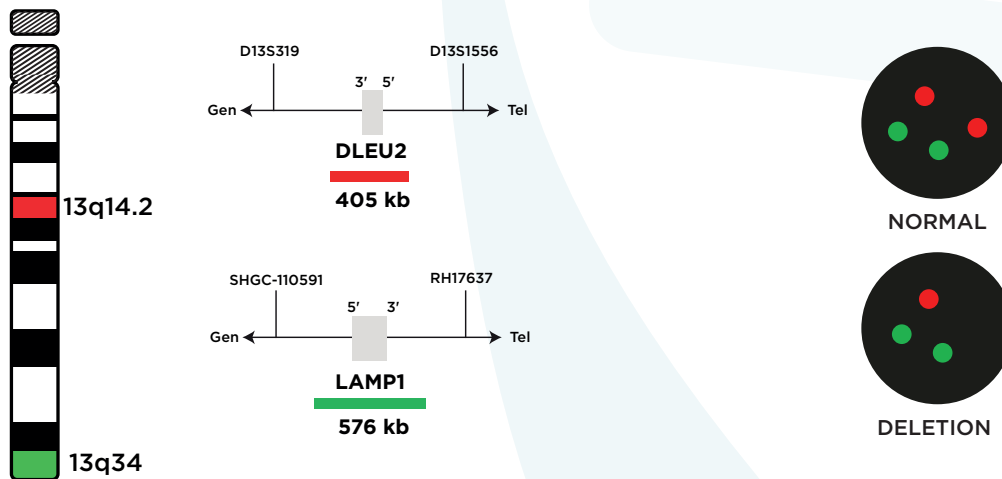 13q14.2
13q34
D13S319
D13S1556
3' 5'
Gen
Tel
DLEU2
405 kb
SHGC-110591
RH17637
5' 3'
Gen
Tel
LAMP1
576 kb
NORMAL
DELETION